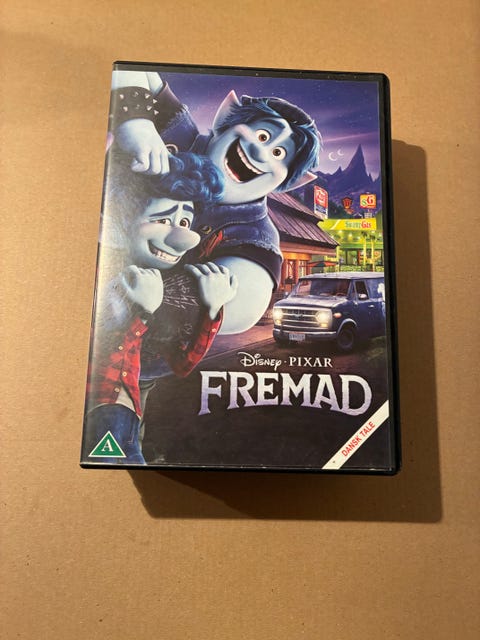 Disney · PIXAR
FREMAD
DANSK TALE
A